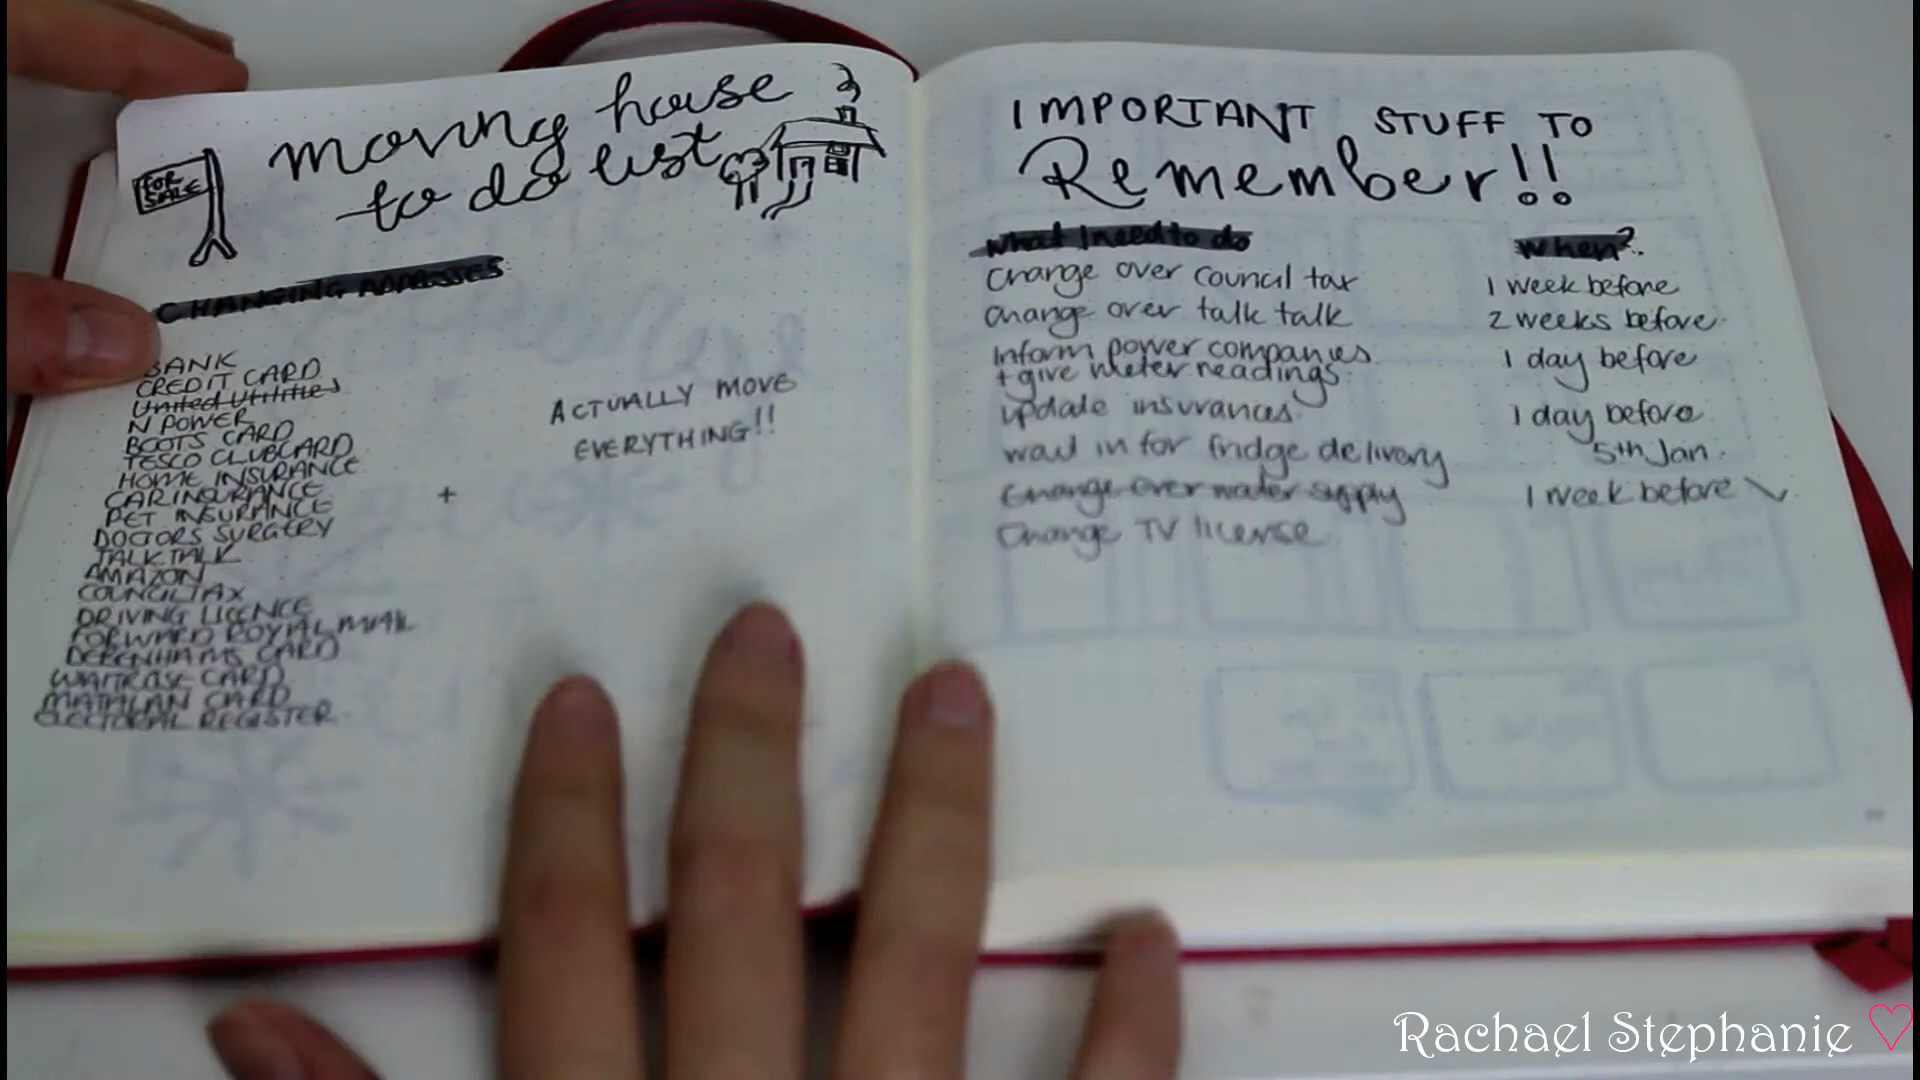 moving house
to do list
FOR
SALE
CHANGING ADDRESSES
BANK
CREDIT CARD
United Utilities
N POWER
BOOTS CARD
TESCO CLUBCARD
HOME INSURANCE
CAR INSURANCE
PET INSURANCE
DOCTORS SURGERY
TALK TALK
AMAZON
COUNCIL TAX
DRIVING LICENCE
FORWARD ROYAL MAIL
DEBENHAMS CARD
WAITROSE CARD
MATALAN CARD
ELECTORAL REGISTER
+
ACTUALLY MOVE
EVERYTHING!!
IMPORTANT STUFF TO
Remember!!
What I need to do When?
Change over council tax 1 week before
Change over talk talk 2 weeks before
Inform power companies 1 day before
+ give meter readings
update insurances 1 day before
wait in for fridge delivery 5th Jan
Change over water supply 1 week before
Change TV license
Rachael Stephanie ♡